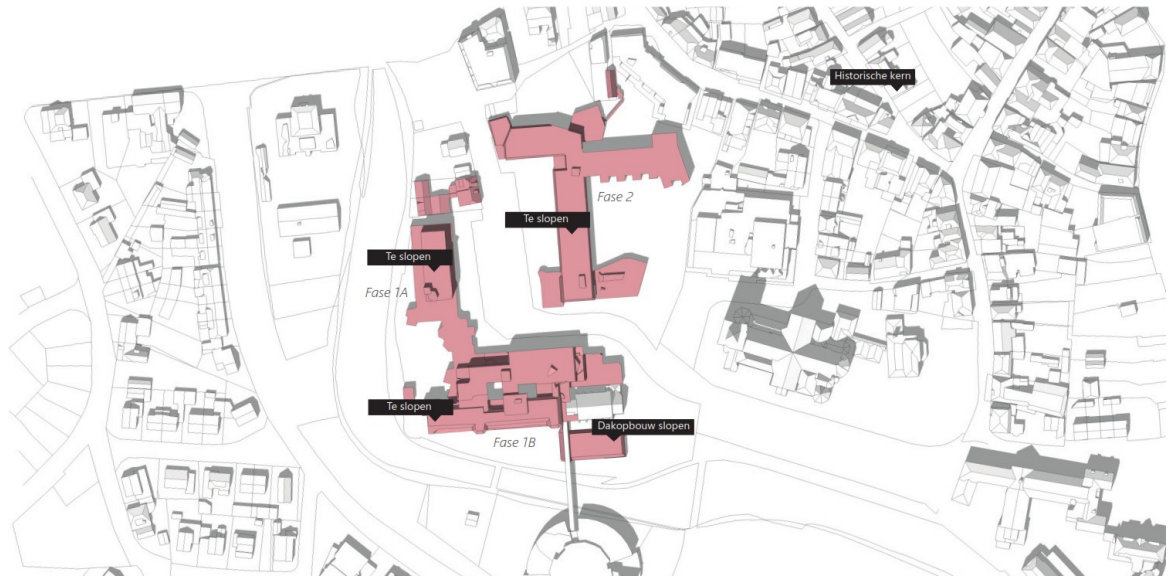 Historische kern
Fase 2
Te slopen
Te slopen
Fase 1A
Te slopen
Dakopbouw slopen
Fase 1B